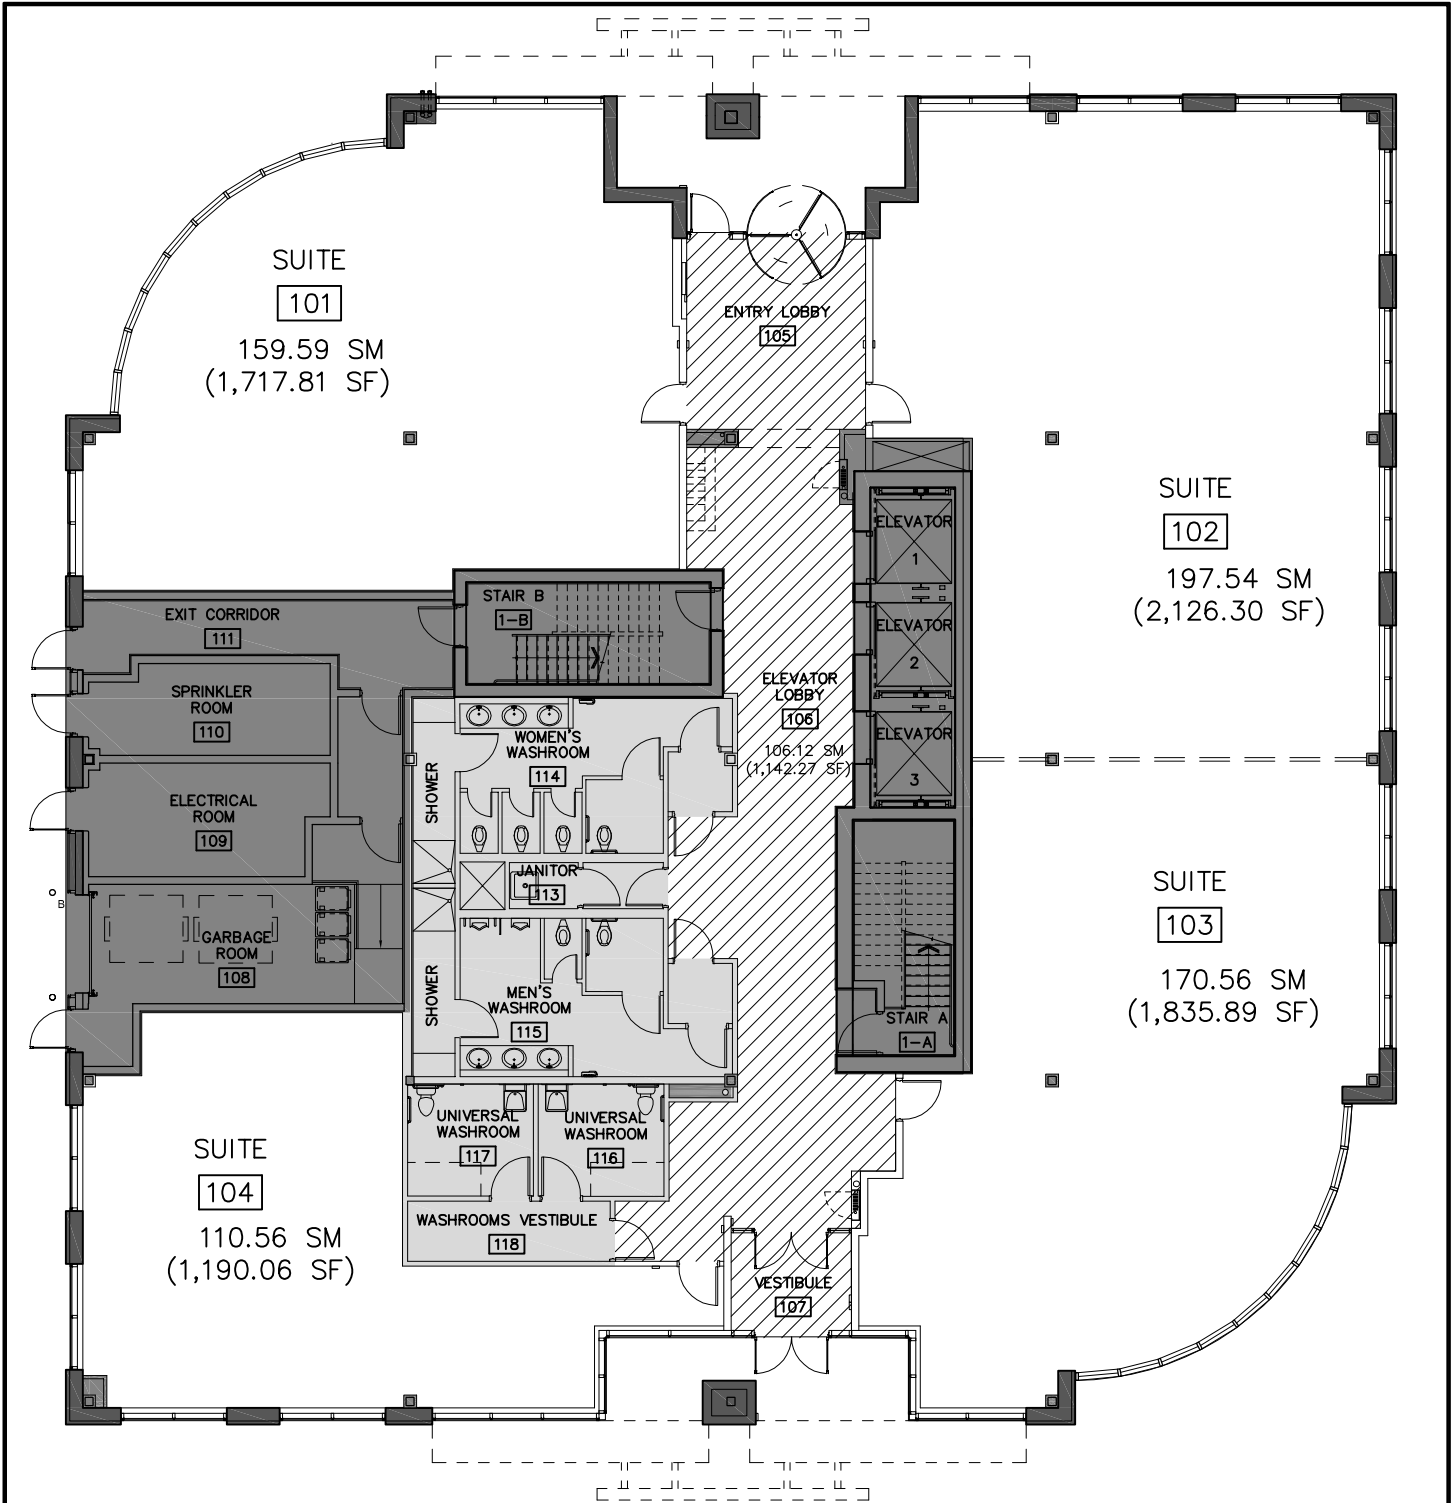 SUITE
101
159.59 SM
(1,717.81 SF)
ENTRY LOBBY
105
SUITE
102
197.54 SM
(2,126.30 SF)
ELEVATOR
1
ELEVATOR
2
ELEVATOR
3
STAIR B
1-B
EXIT CORRIDOR
111
SPRINKLER
ROOM
110
ELEVATOR
LOBBY
106
106.12 SM
(1,142.27 SF)
WOMEN'S
WASHROOM
114
SHOWER
ELECTRICAL
ROOM
109
JANITOR
113
B
GARBAGE
ROOM
108
SHOWER
MEN'S
WASHROOM
115
SUITE
103
170.56 SM
(1,835.89 SF)
STAIR A
1-A
UNIVERSAL
WASHROOM
117
UNIVERSAL
WASHROOM
116
SUITE
104
110.56 SM
(1,190.06 SF)
WASHROOMS VESTIBULE
118
VESTIBULE
107